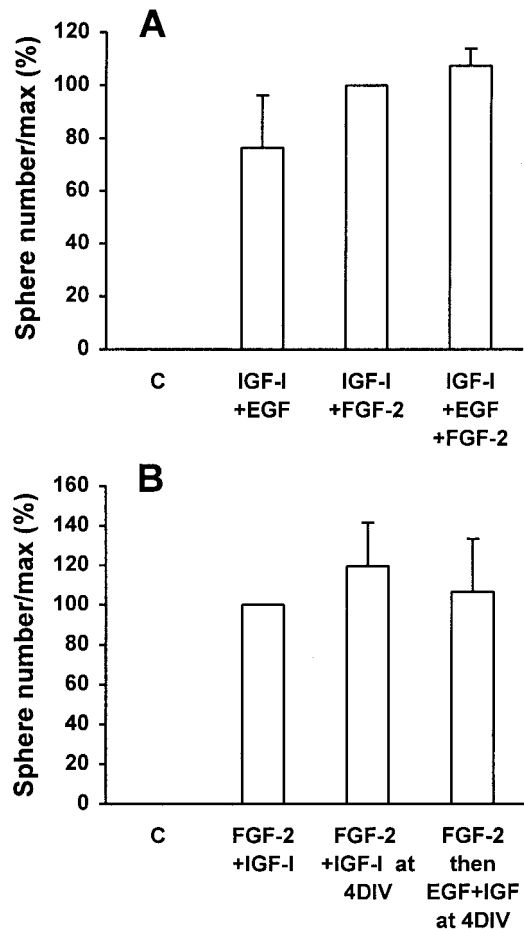 A
Sphere number/max (%)
120
100
80
60
40
20
0
C
IGF-I
+EGF
IGF-I
+FGF-2
IGF-I
+EGF
+FGF-2
B
Sphere number/max (%)
160
140
120
100
80
60
40
20
0
C
FGF-2
+IGF-I
FGF-2
+IGF-I at
4DIV
FGF-2
then
EGF+IGF
at 4DIV